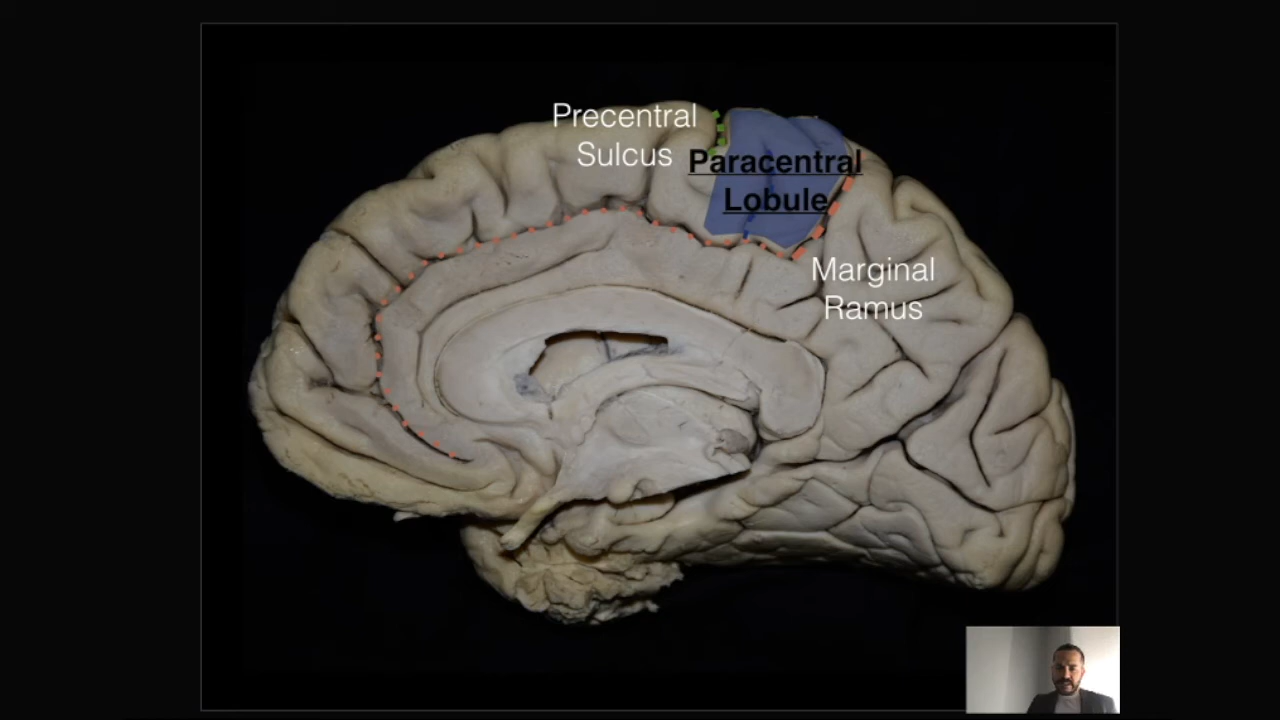 Precentral
Sulcus
Paracentral
Lobule
Marginal
Ramus